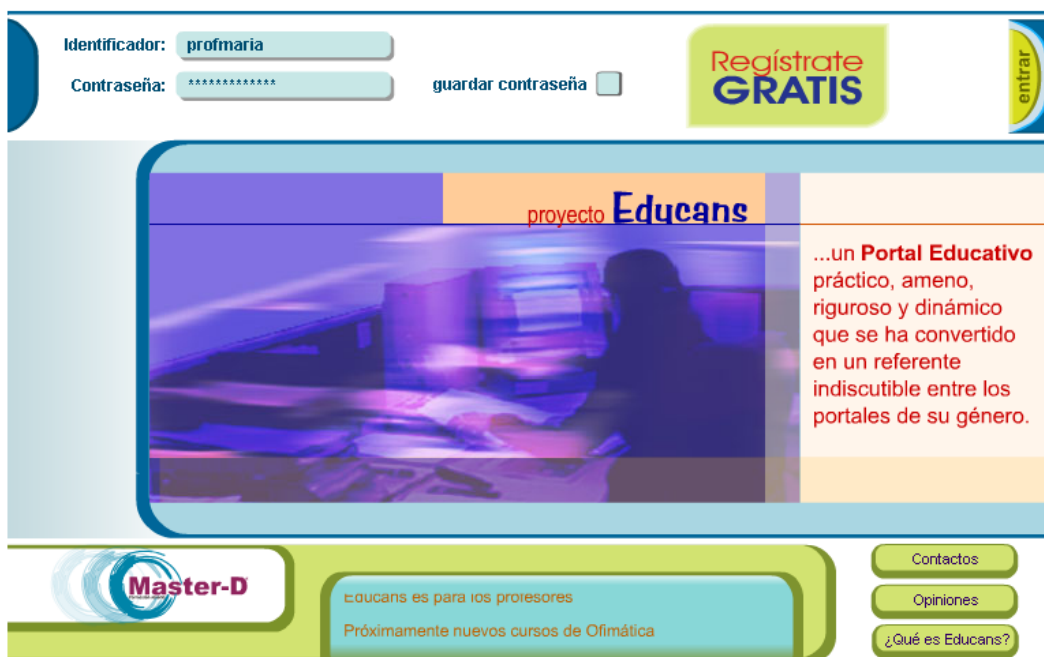 Identificador: profmaria
Contraseña: *************
guardar contraseña
Regístrate
GRATIS
entrar
proyecto Educans
...un Portal Educativo
práctico, ameno,
riguroso y dinámico
que se ha convertido
en un referente
indiscutible entre los
portales de su género.
Master-D
Educans es para los profesores
Próximamente nuevos cursos de Ofimática
Contactos
Opiniones
¿Qué es Educans?